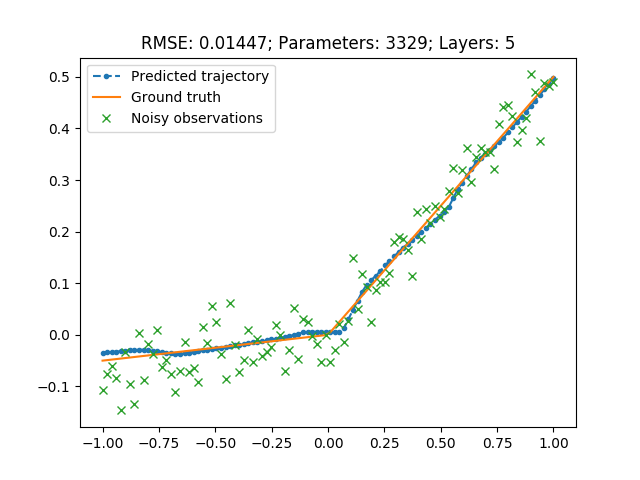 RMSE: 0.01447; Parameters: 3329; Layers: 5
Predicted trajectory
Ground truth
Noisy observations
0.5
0.4
0.3
0.2
0.1
0.0
−0.1
−1.00 −0.75 −0.50 −0.25 0.00 0.25 0.50 0.75 1.00